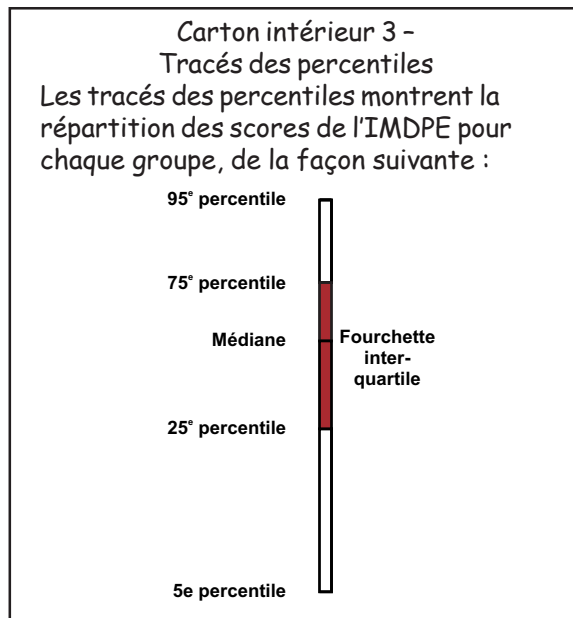 Carton intérieur 3 –
Tracés des percentiles
Les tracés des percentiles montrent la
répartition des scores de l'IMDPE pour
chaque groupe, de la façon suivante :
95e percentile
75e percentile
Médiane
Fourchette
inter-
quartile
25e percentile
5e percentile